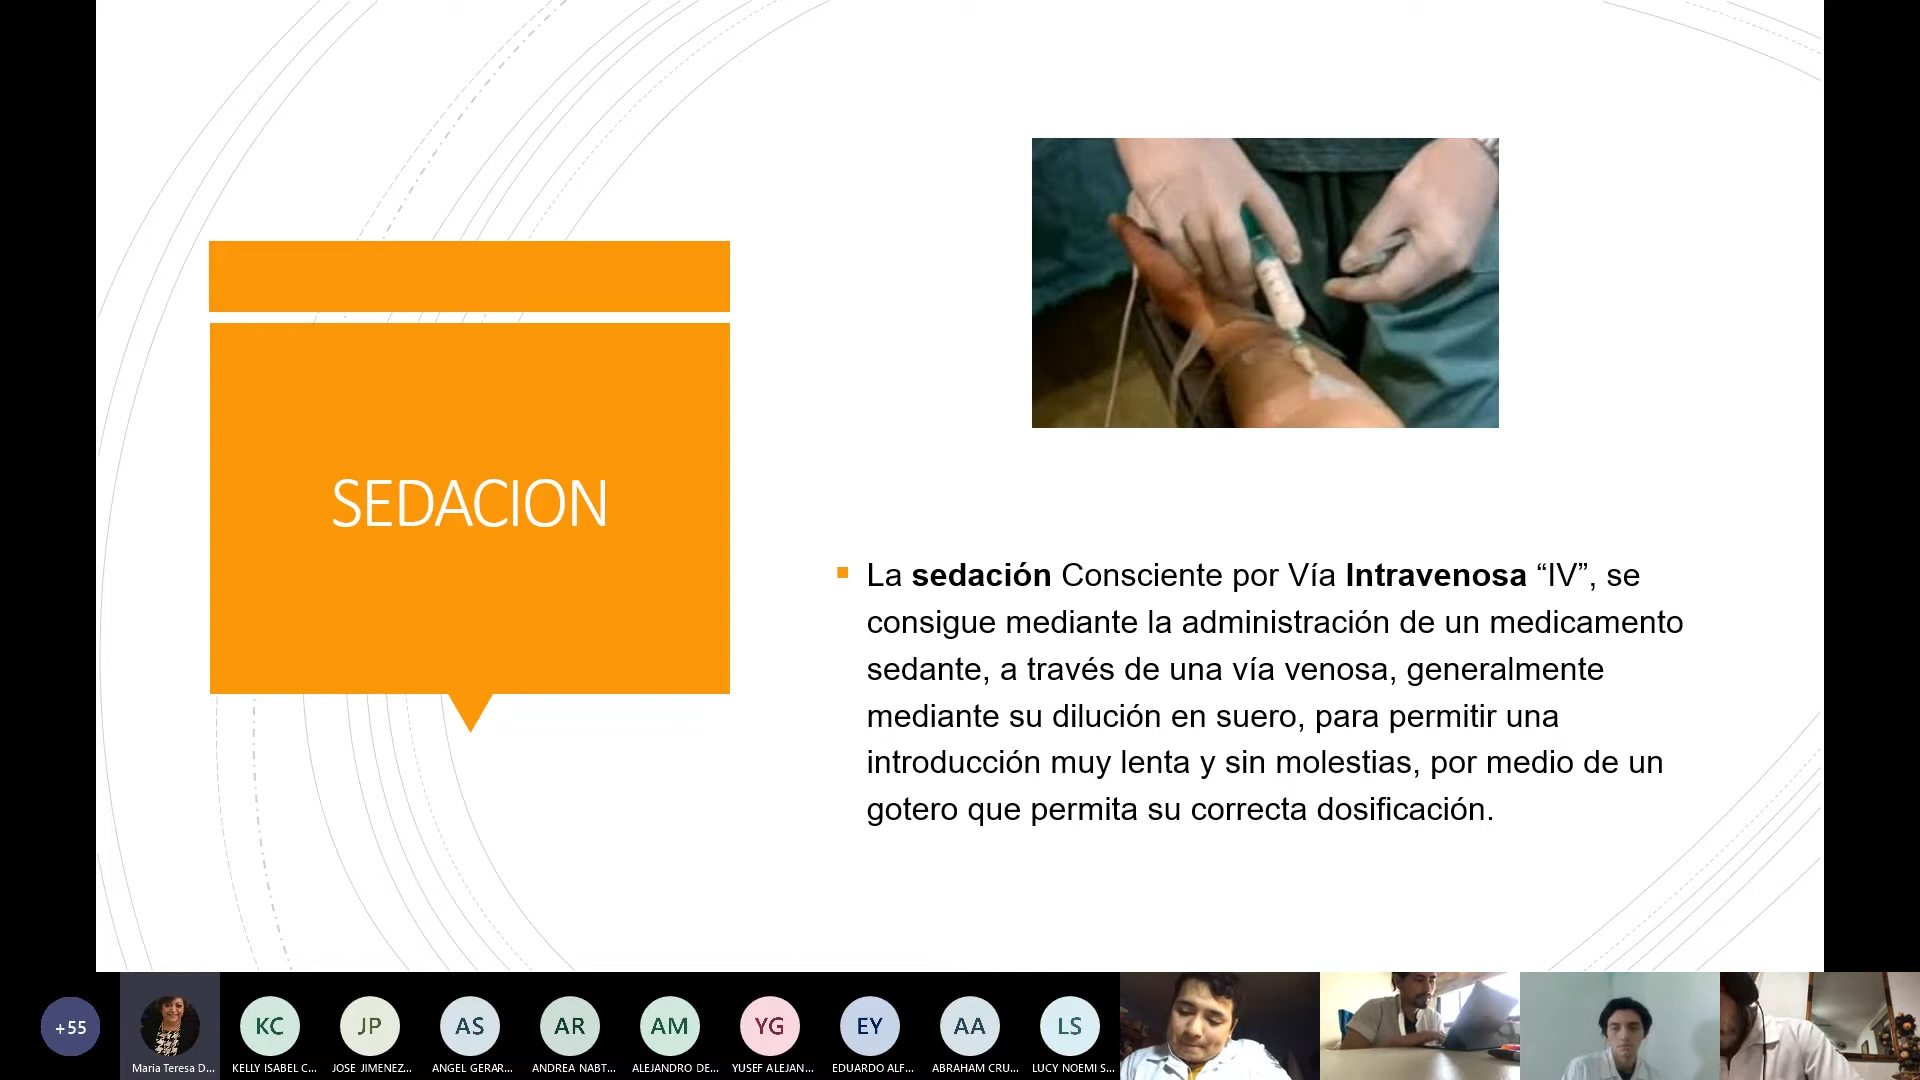 SEDACION
La sedación Consciente por Vía Intravenosa “IV”, se
consigue mediante la administración de un medicamento
sedante, a través de una vía venosa, generalmente
mediante su dilución en suero, para permitir una
introducción muy lenta y sin molestias, por medio de un
gotero que permita su correcta dosificación.
+55
Maria Teresa D...
KC
KELLY ISABEL C...
JP
JOSE JIMENEZ...
AS
ANGEL GERAR...
AR
ANDREA NABT...
AM
ALEJANDRO DE...
YG
YUSEF ALEJAN...
EY
EDUARDO ALF...
AA
ABRAHAM CRU...
LS
LUCY NOEMI S...